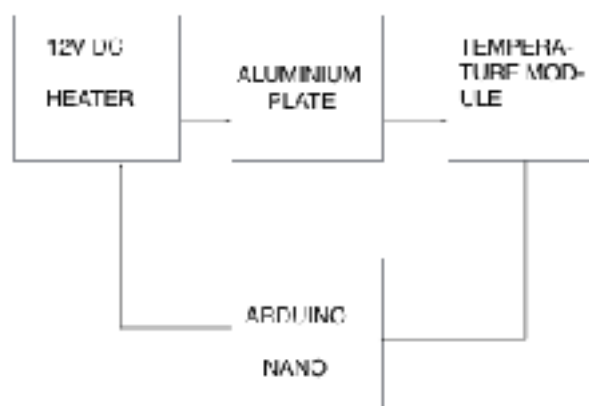 12V DC
HEATER
ALUMINIUM
PLATE
TEMPERA-
TURE MOD-
ULE
ARDUINO
NANO